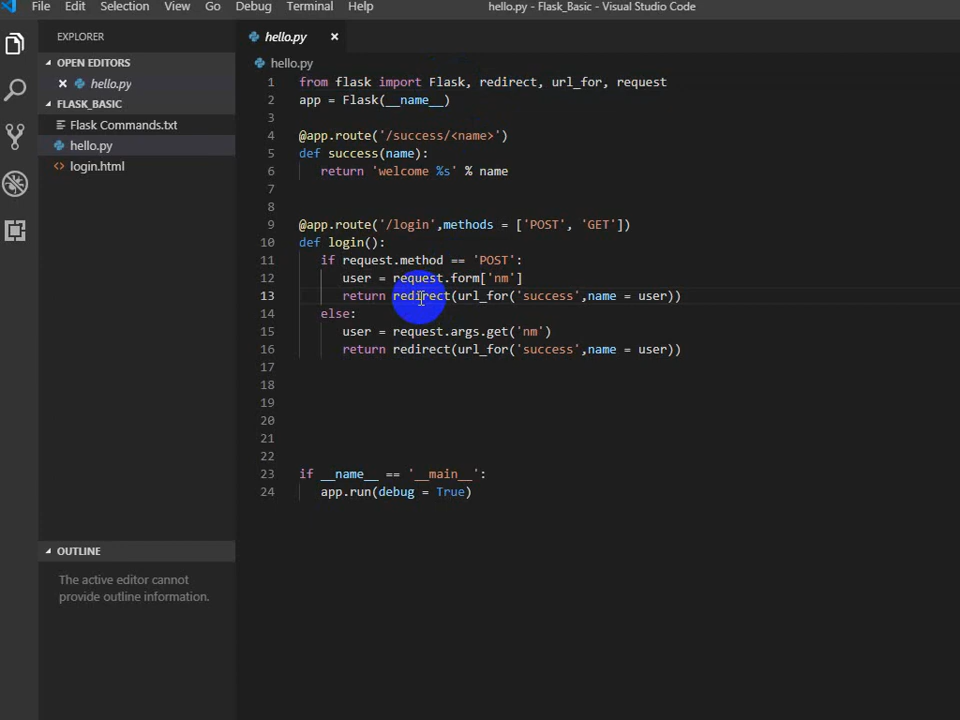 File Edit Selection View Go Debug Terminal Help hello.py - Flask_Basic - Visual Studio Code
EXPLORER
OPEN EDITORS
hello.py
FLASK_BASIC
Flask Commands.txt
hello.py
login.html
OUTLINE
The active editor cannot
provide outline information.
hello.py
hello.py
1 from flask import Flask, redirect, url_for, request
2 app = Flask(__name__)
3
4 @app.route('/success/<name>')
5 def success(name):
6 return 'welcome %s' % name
7
8
9 @app.route('/login',methods = ['POST', 'GET'])
10 def login():
11 if request.method == 'POST':
12 user = request.form['nm']
13 return redirect(url_for('success',name = user))
14 else:
15 user = request.args.get('nm')
16 return redirect(url_for('success',name = user))
17
18
19
20
21
22
23 if __name__ == '__main__':
24 app.run(debug = True)